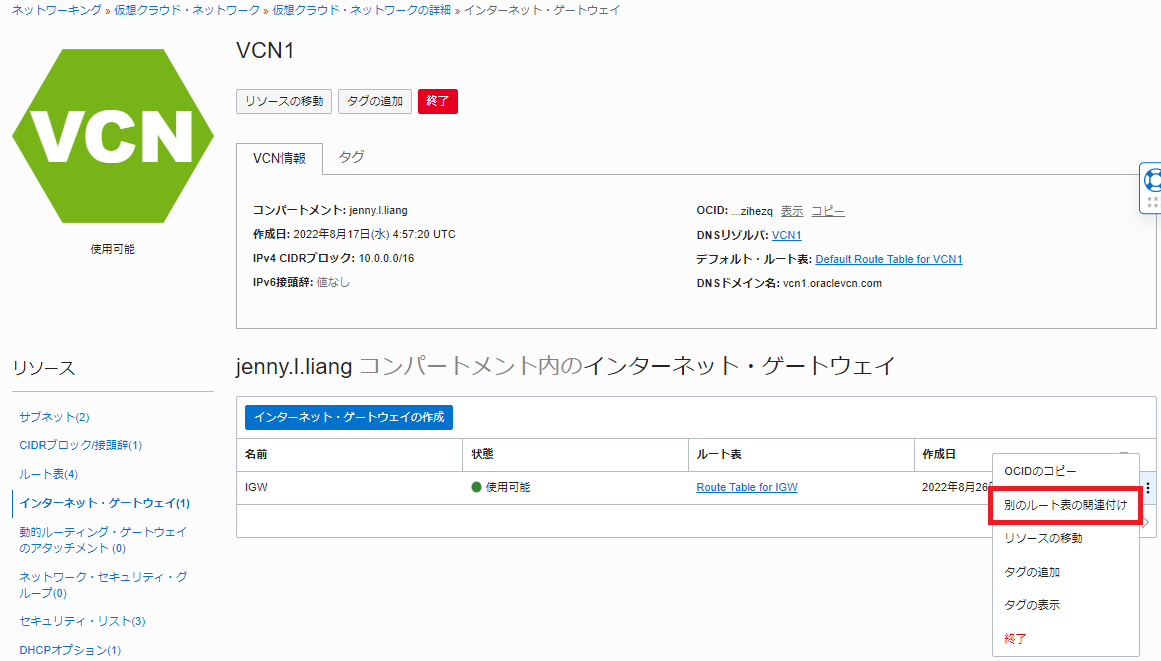 ネットワーキング » 仮想クラウド・ネットワーク » 仮想クラウド・ネットワークの詳細 » インターネット・ゲートウェイ
VCN
使用可能
VCN1
リソースの移動 タグの追加 終了
VCN情報 タグ
コンパートメント: jenny.l.liang
作成日: 2022年8月17日(水) 4:57:20 UTC
IPv4 CIDRブロック: 10.0.0.0/16
IPv6接頭辞: 値なし
OCID: ...zihezq 表示 コピー
DNSリゾルバ: VCN1
デフォルト・ルート表: Default Route Table for VCN1
DNSドメイン名: vcn1.oraclevcn.com
リソース
サブネット(2)
CIDRブロック/接頭辞(1)
ルート表(4)
インターネット・ゲートウェイ(1)
動的ルーティング・ゲートウェイ
のアタッチメント (0)
ネットワーク・セキュリティ・グ
ループ(0)
セキュリティ・リスト(3)
DHCPオプション(1)
jenny.l.liang コンパートメント内のインターネット・ゲートウェイ
インターネット・ゲートウェイの作成
名前 状態 ルート表 作成日
IGW 使用可能 Route Table for IGW 2022年8月26
OCIDのコピー
別のルート表の関連付け
リソースの移動
タグの追加
タグの表示
終了